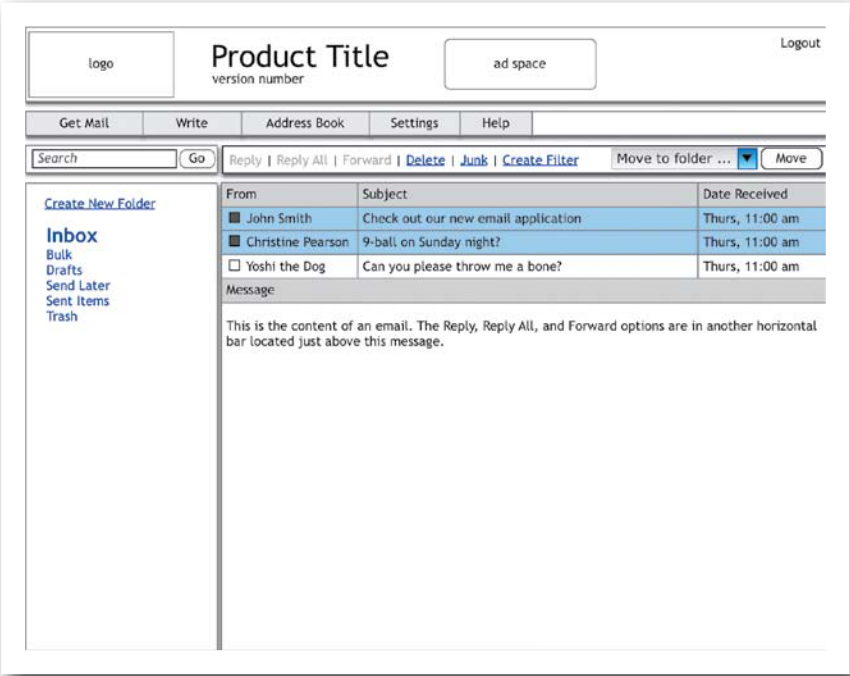 logo
Product Title
version number
ad space
Logout
Get Mail Write Address Book Settings Help
Search Go Reply | Reply All | Forward | Delete | Junk | Create Filter Move to folder ... Move
Create New Folder
Inbox
Bulk
Drafts
Send Later
Sent Items
Trash
From Subject Date Received
John Smith Check out our new email application Thurs, 11:00 am
Christine Pearson 9-ball on Sunday night? Thurs, 11:00 am
Yoshi the Dog Can you please throw me a bone? Thurs, 11:00 am
Message
This is the content of an email. The Reply, Reply All, and Forward options are in another horizontal
bar located just above this message.